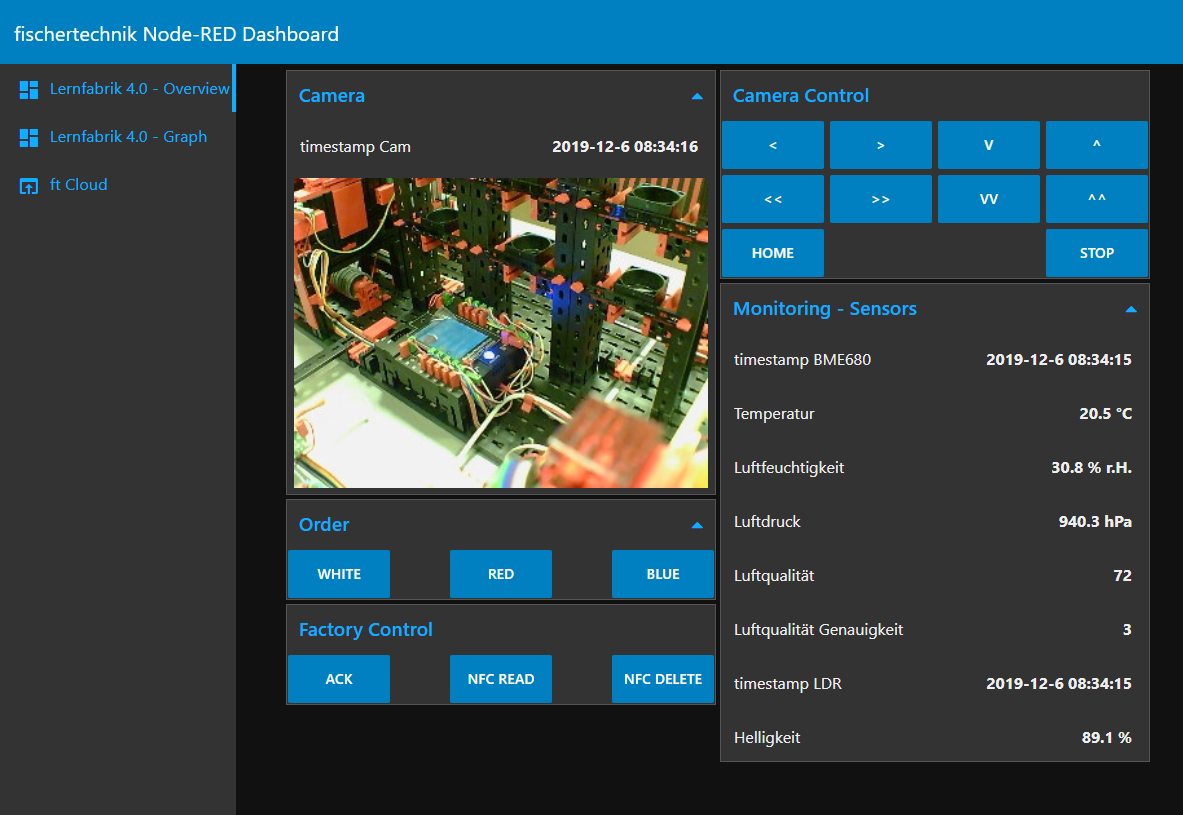 fischertechnik Node-RED Dashboard
Lernfabrik 4.0 - Overview
Lernfabrik 4.0 - Graph
ft Cloud
Camera
timestamp Cam 2019-12-6 08:34:16
Order
WHITE RED BLUE
Factory Control
ACK NFC READ NFC DELETE
Camera Control
< > V ^
<< >> VV ^^
HOME STOP
Monitoring - Sensors
timestamp BME680 2019-12-6 08:34:15
Temperatur 20.5 °C
Luftfeuchtigkeit 30.8 % r.H.
Luftdruck 940.3 hPa
Luftqualität 72
Luftqualität Genauigkeit 3
timestamp LDR 2019-12-6 08:34:15
Helligkeit 89.1 %